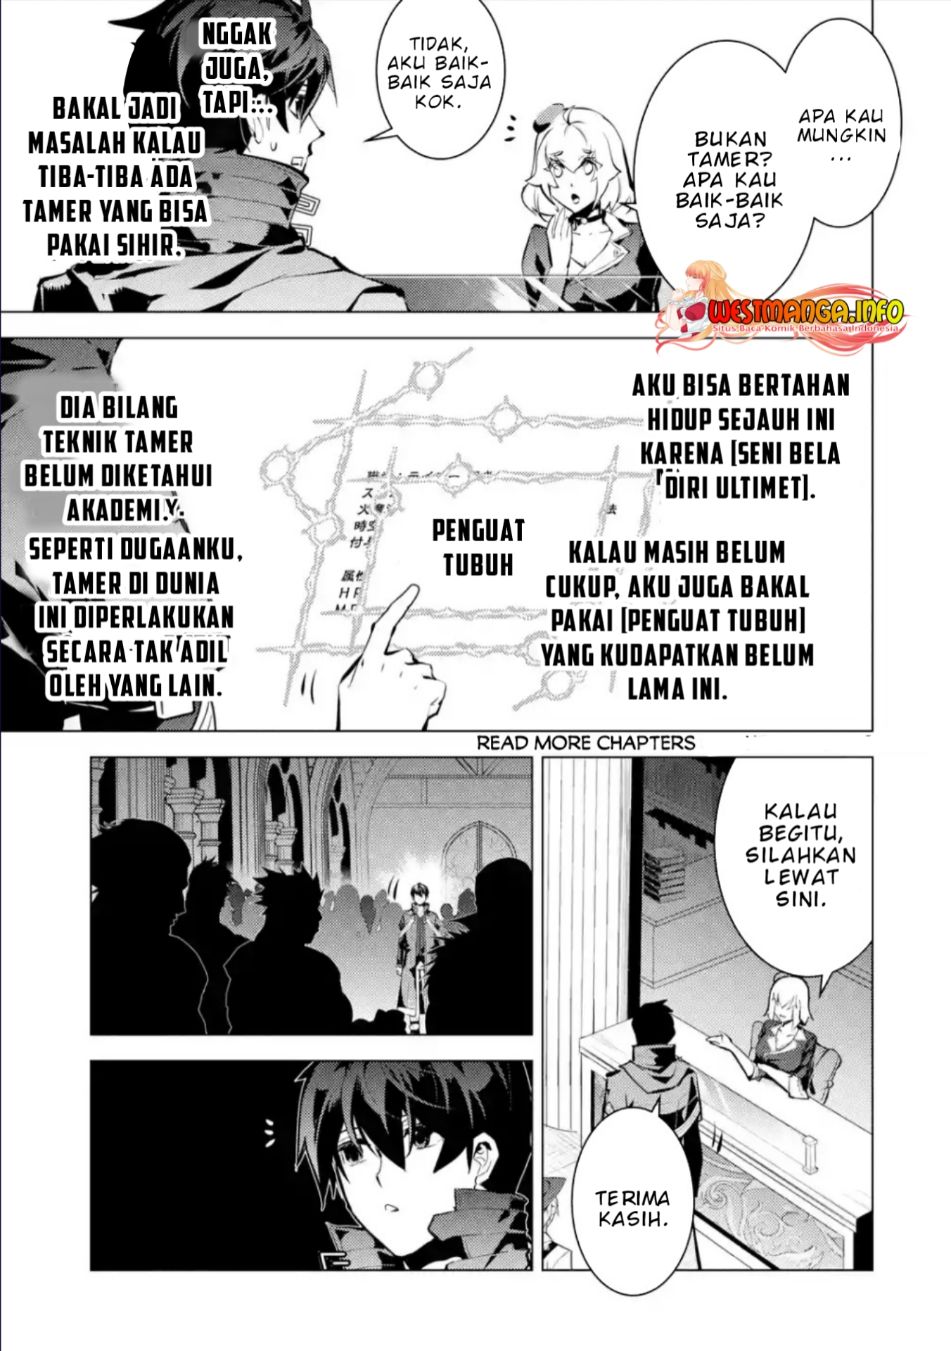 APA KAU
MUNGKIN
...
BUKAN
TAMER?
APA KAU
BAIK-BAIK
SAJA?
TIDAK,
AKU BAIK-
BAIK SAJA
KOK.
NGGAK
JUGA,
TAPI...
BAKAL JADI
MASALAH KALAU
TIBA-TIBA ADA
TAMER YANG BISA
PAKAI SIHIR.
WESTMANGA.INFO
Situs Baca Komik Berbahasa Indonesia
AKU BISA BERTAHAN
HIDUP SEJAUH INI
KARENA [SENI BELA
DIRI ULTIMET].
KALAU MASIH BELUM
CUKUP, AKU JUGA BAKAL
PAKAI [PENGUAT TUBUH]
YANG KUDAPATKAN BELUM
LAMA INI.
PENGUAT
TUBUH
DIA BILANG
TEKNIK TAMER
BELUM DIKETAHUI
AKADEMI.
SEPERTI DUGAANKU,
TAMER DI DUNIA
INI DIPERLAKUKAN
SECARA TAK ADIL
OLEH YANG LAIN.
READ MORE CHAPTERS
KALAU
BEGITU,
SILAHKAN
LEWAT
SINI.
TERIMA
KASIH.